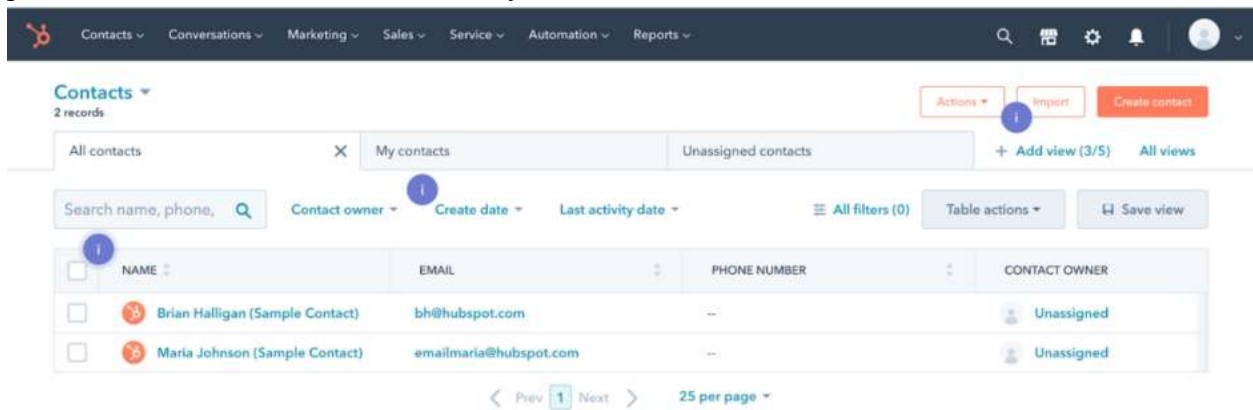 Contacts Conversations Marketing Sales Service Automation Reports
Contacts
2 records
Actions Import Create contact
All contacts My contacts Unassigned contacts + Add view (3/5) All views
Search name, phone, Contact owner Create date Last activity date All filters (0) Table actions Save view
NAME EMAIL PHONE NUMBER CONTACT OWNER
Brian Halligan (Sample Contact) bh@hubspot.com -- Unassigned
Maria Johnson (Sample Contact) emailmaria@hubspot.com -- Unassigned
Prev 1 Next 25 per page